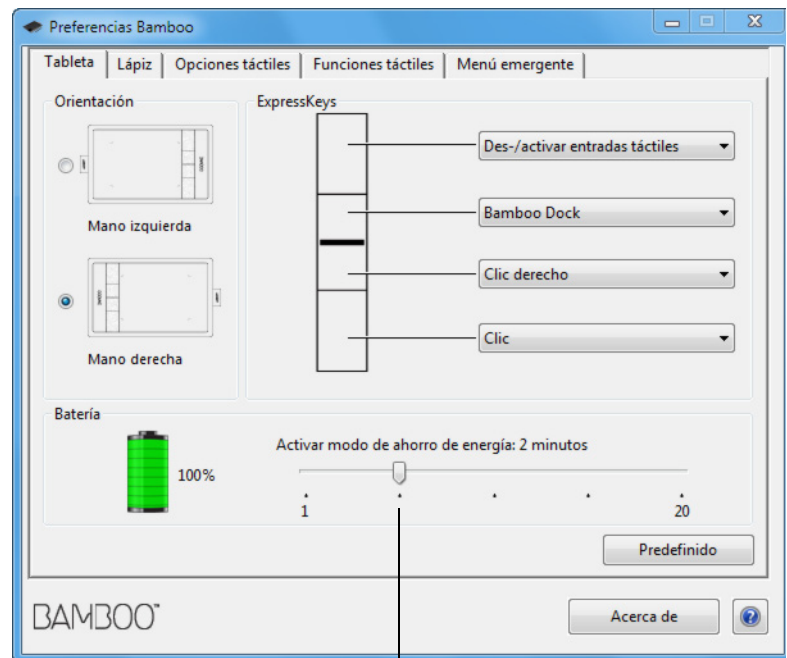 Preferencias Bamboo
Tableta Lápiz Opciones táctiles Funciones táctiles Menú emergente
Orientación
Mano izquierda
Mano derecha
ExpressKeys
Des-/activar entradas táctiles
Bamboo Dock
Clic derecho
Clic
Batería
100%
Activar modo de ahorro de energía: 2 minutos
1 20
Predefinido
BAMBOO™
Acerca de
?